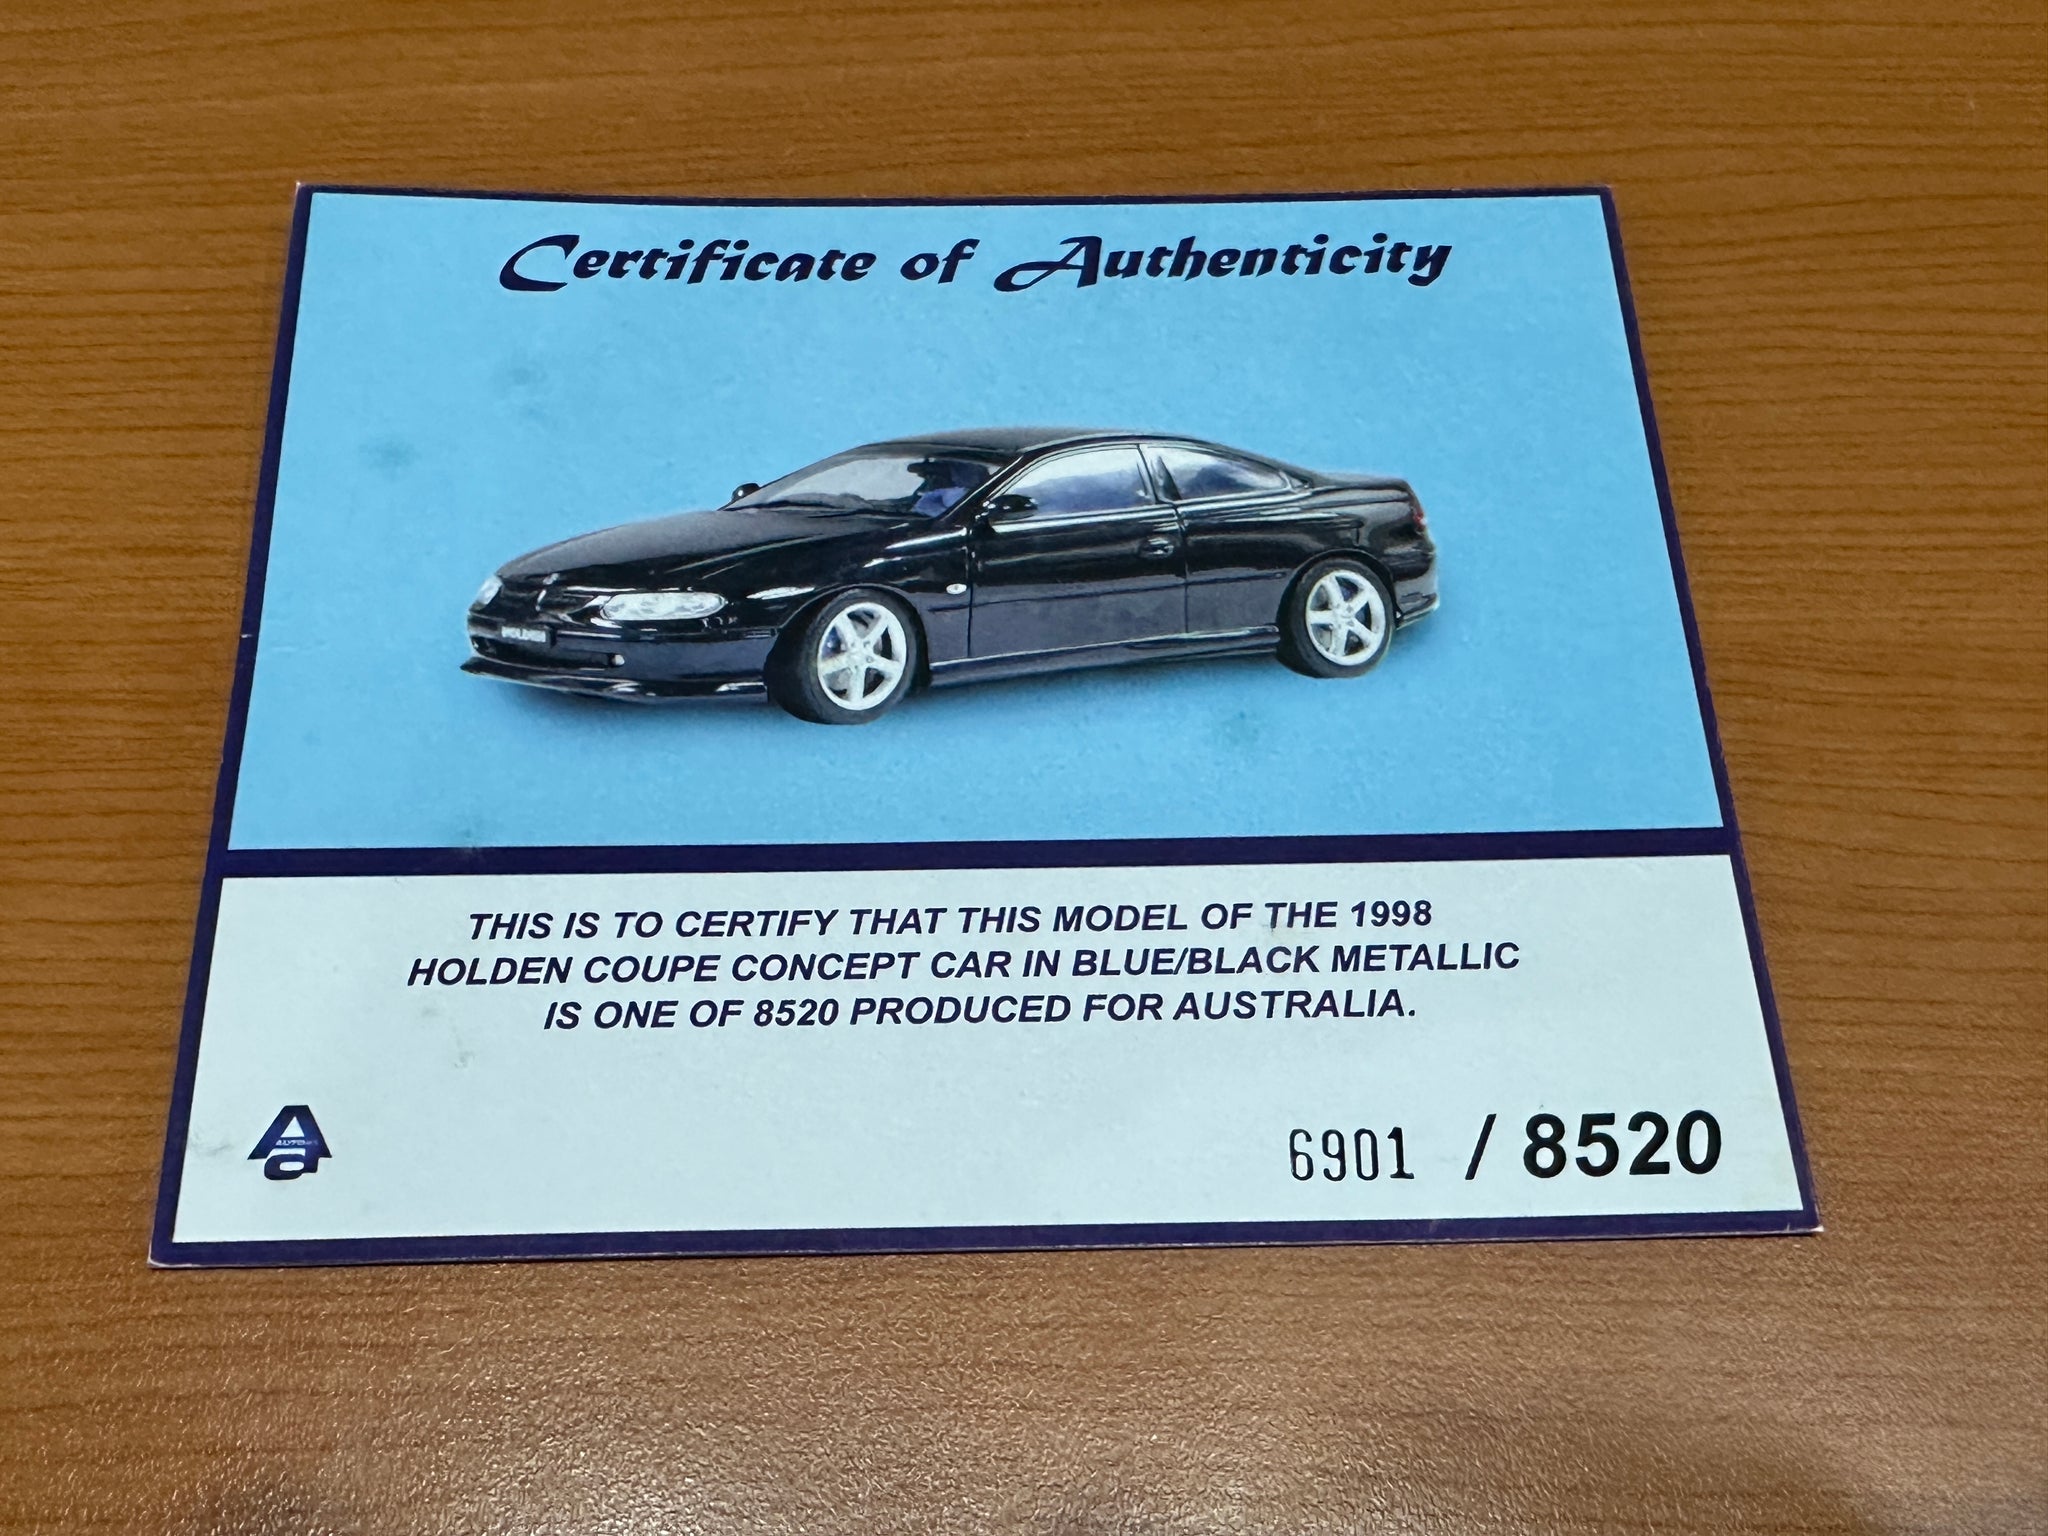 Certificate of Authenticity
HOLDEN
THIS IS TO CERTIFY THAT THIS MODEL OF THE 1998
HOLDEN COUPE CONCEPT CAR IN BLUE/BLACK METALLIC
IS ONE OF 8520 PRODUCED FOR AUSTRALIA.
6901 / 8520